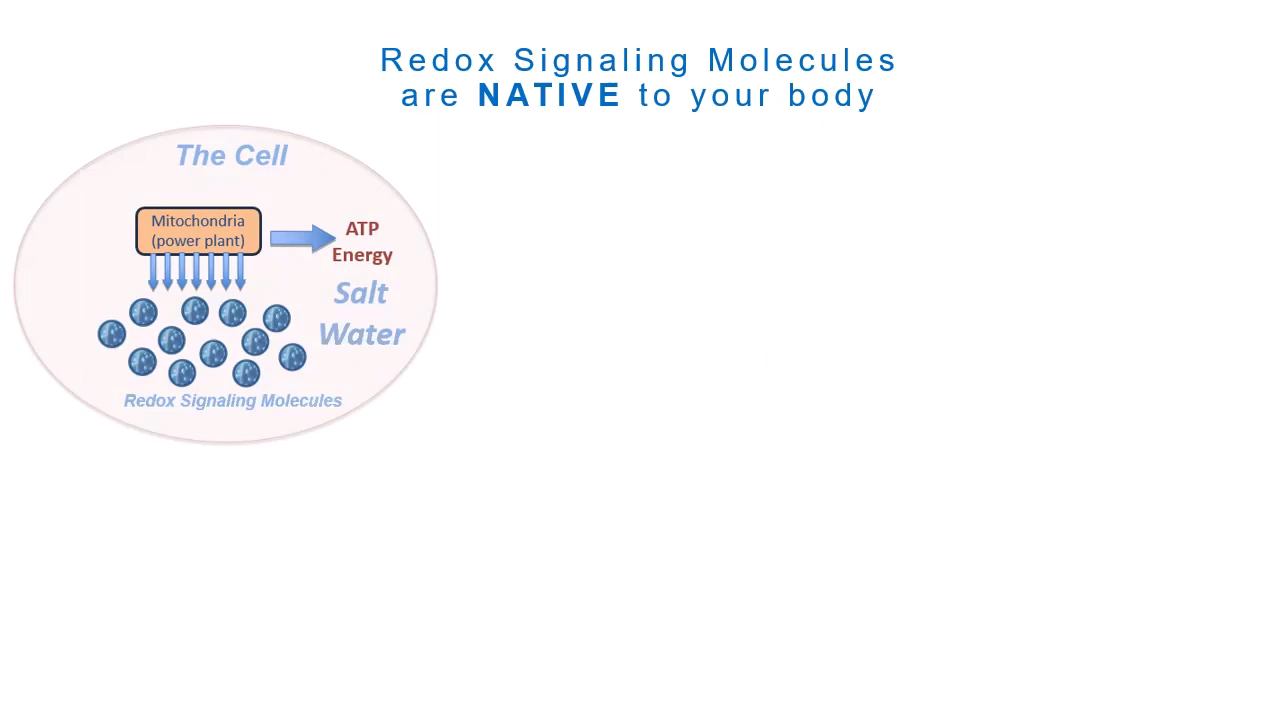 Redox Signaling Molecules
are NATIVE to your body
The Cell
Mitochondria
(power plant)
ATP
Energy
Salt
Water
Redox Signaling Molecules